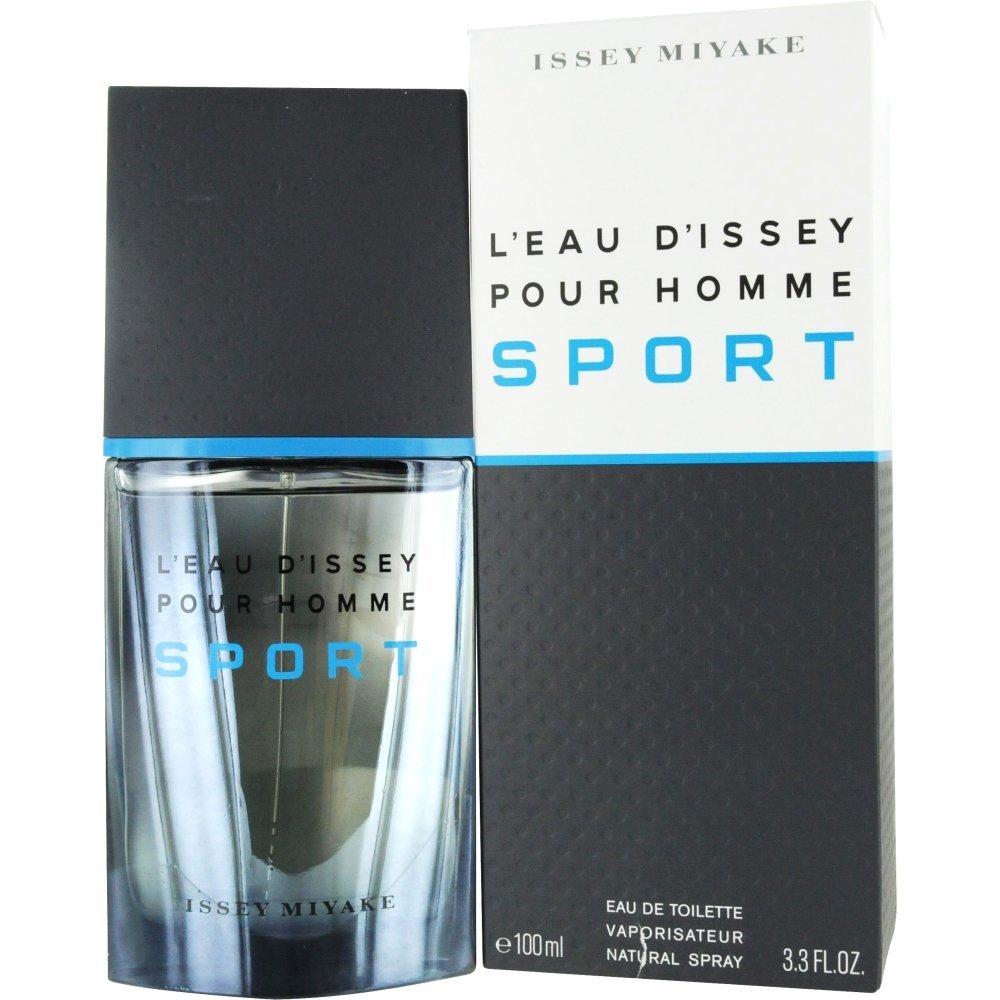 ISSEY MIYAKE
L'EAU D'ISSEY
POUR HOMME
SPORT
L'EAU D'ISSEY
POUR HOMME
SPORT
ISSEY MIYAKE
EAU DE TOILETTE
VAPORISATEUR
NATURAL SPRAY
℮100ml
3.3 FL.OZ.